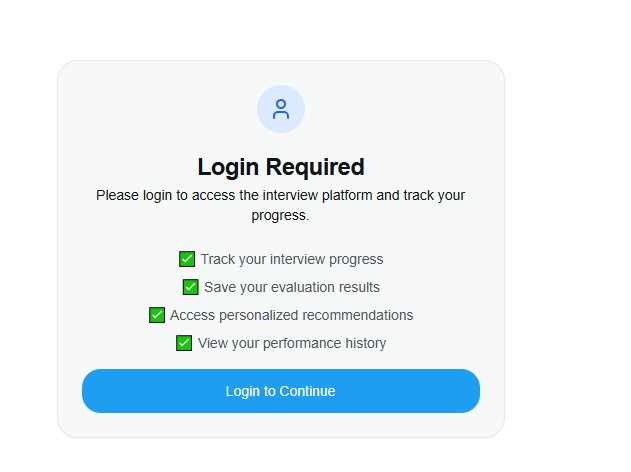 Login Required
Please login to access the interview platform and track your
progress.
✅ Track your interview progress
✅ Save your evaluation results
✅ Access personalized recommendations
✅ View your performance history
Login to Continue